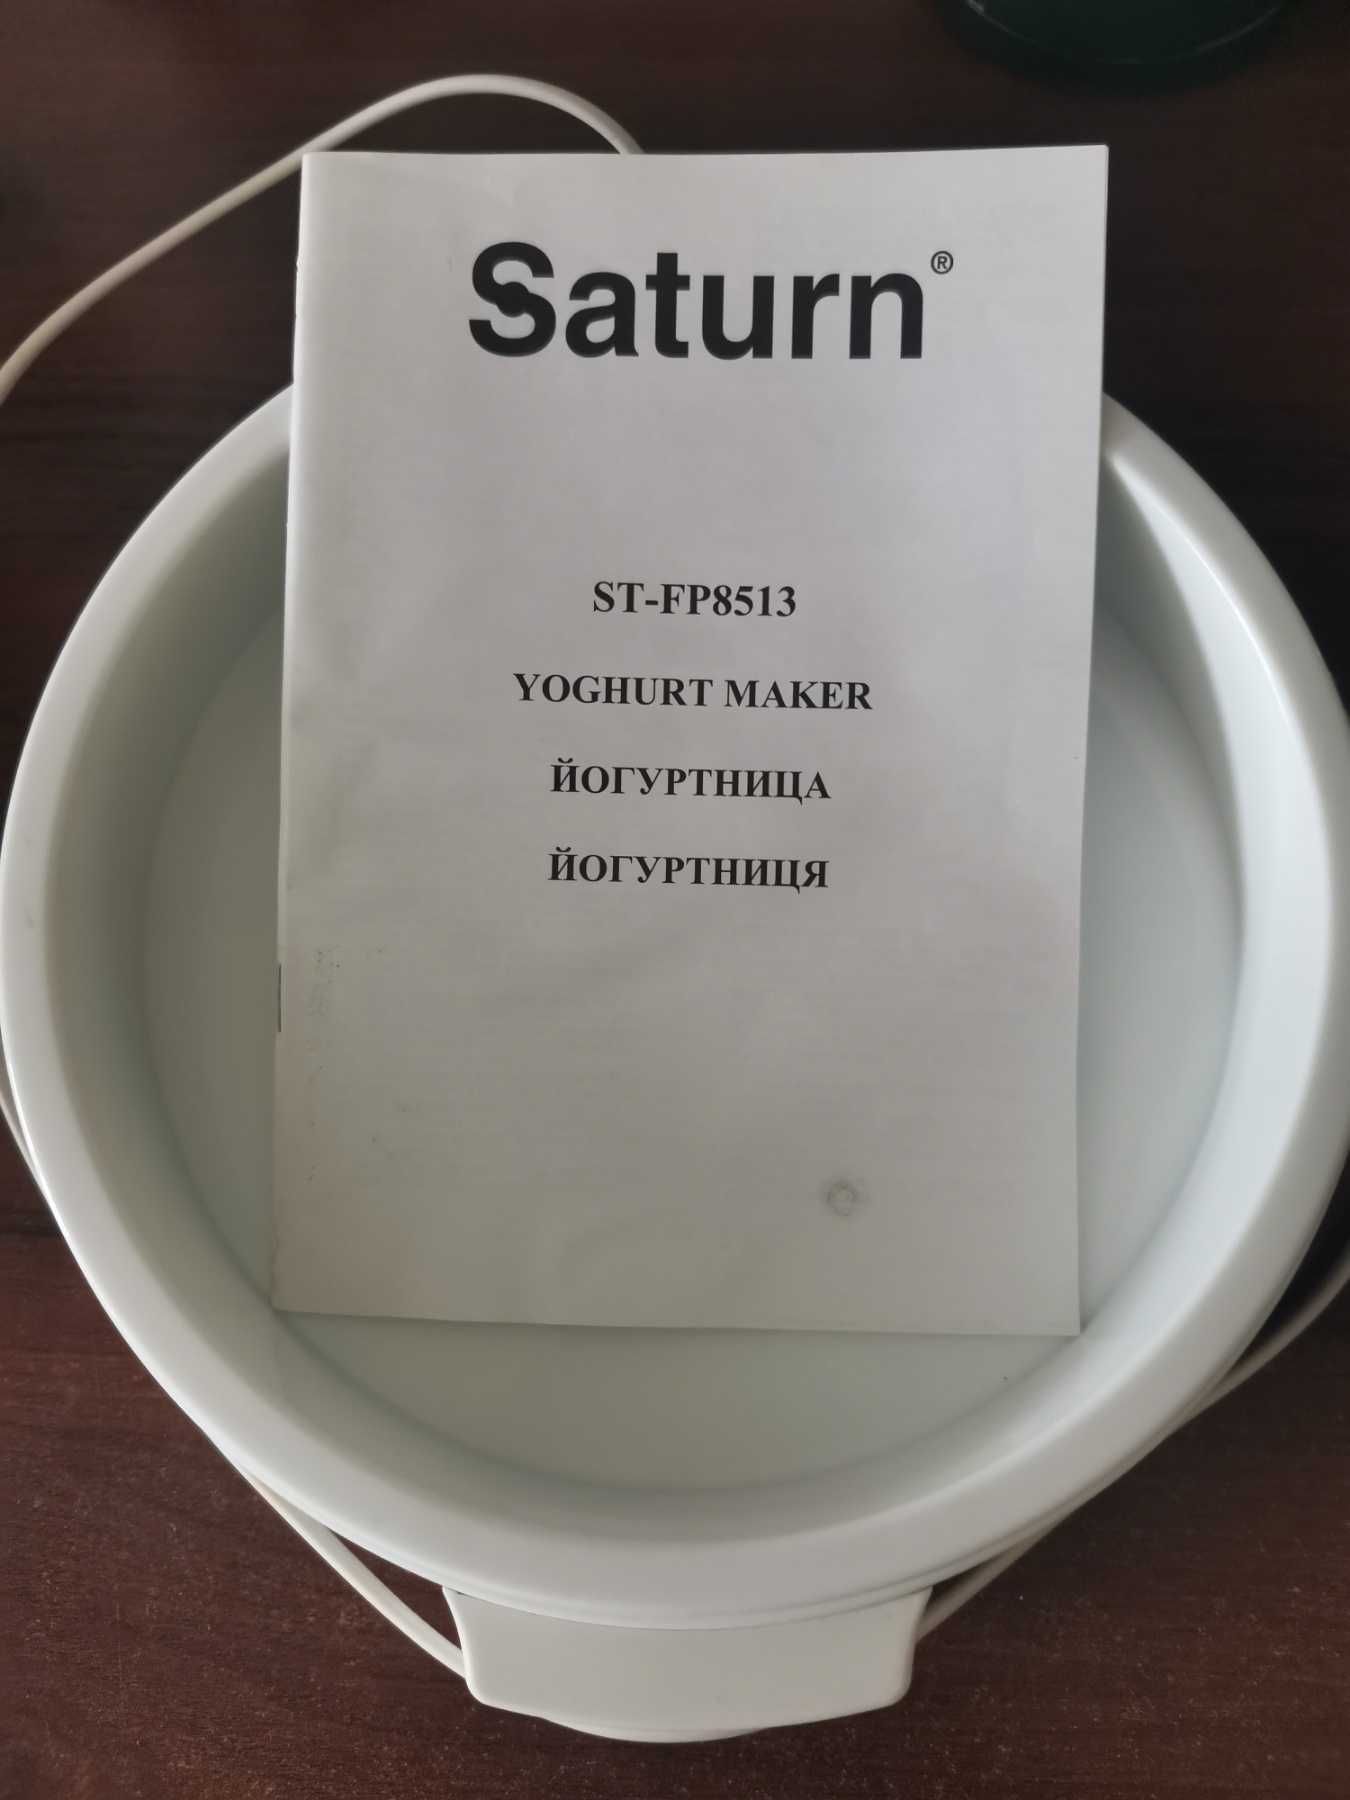 Saturn®
ST-FP8513
YOGHURT MAKER
ЙОГУРТНИЦА
ЙОГУРТНИЦЯ